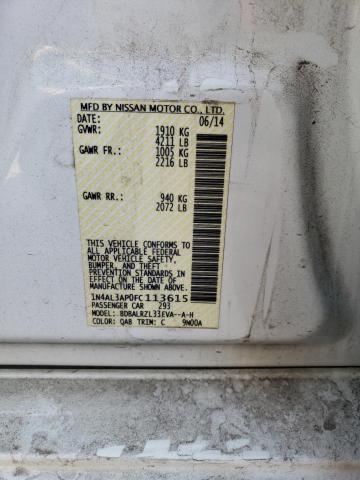 MFD BY NISSAN MOTOR CO., LTD.
DATE: 06/14
GVWR: 1910 KG
4211 LB
GAWR FR: 1005 KG
2216 LB
GAWR RR.: 940 KG
2072 LB
THIS VEHICLE CONFORMS TO ALL
APPLICABLE FEDERAL
MOTOR VEHICLE SAFETY,
BUMPER, AND THEFT
PREVENTION STANDARDS IN
EFFECT ON THE DATE OF
MANUFACTURE SHOWN ABOVE.
1N4AL3AP0FC113615
PASSENGER CAR 293
MODEL: BDBALRZL33EVA--A-H
COLOR: QAB TRIM: C 9M00A